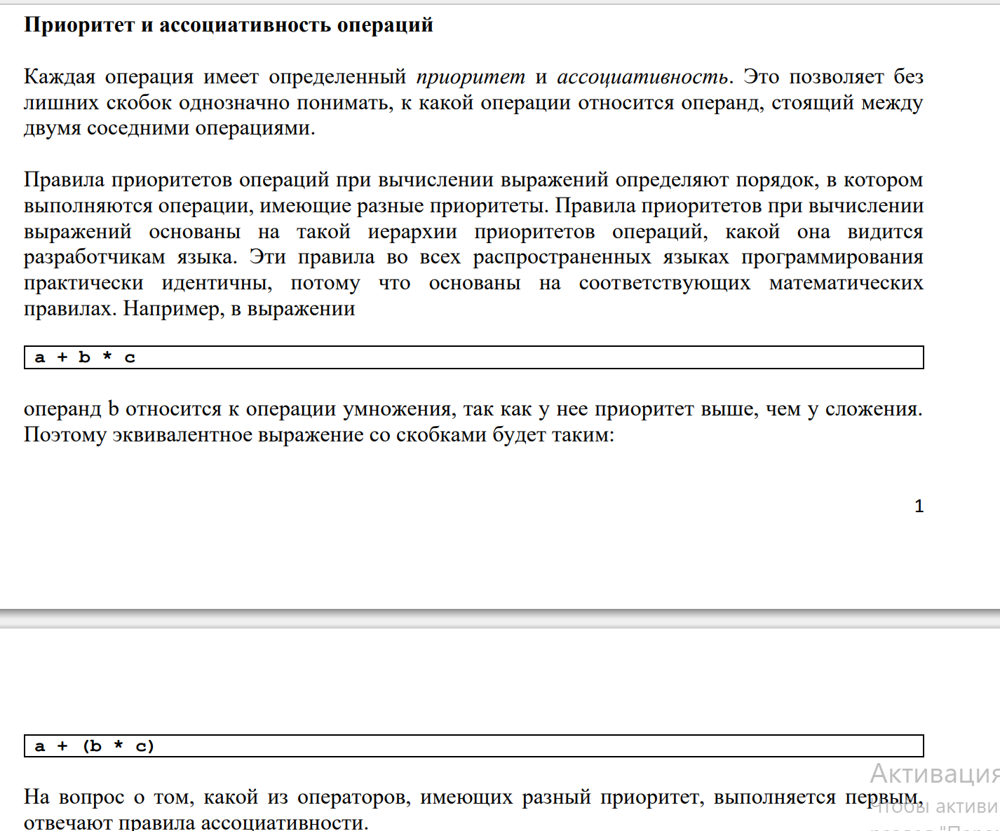 Приоритет и ассоциативность операций
Каждая операция имеет определенный приоритет и ассоциативность. Это позволяет без
лишних скобок однозначно понимать, к какой операции относится операнд, стоящий между
двумя соседними операциями.
Правила приоритетов операций при вычислении выражений определяют порядок, в котором
выполняются операции, имеющие разные приоритеты. Правила приоритетов при вычислении
выражений основаны на такой иерархии приоритетов операций, какой она видится
разработчикам языка. Эти правила во всех распространенных языках программирования
практически идентичны, потому что основаны на соответствующих математических
правилах. Например, в выражении
a + b * c
операнд b относится к операции умножения, так как у нее приоритет выше, чем у сложения.
Поэтому эквивалентное выражение со скобками будет таким:
1
a + (b * c)
Активация
На вопрос о том, какой из операторов, имеющих разный приоритет, выполняется первым,
Чтобы активи
отвечают правила ассоциативности.